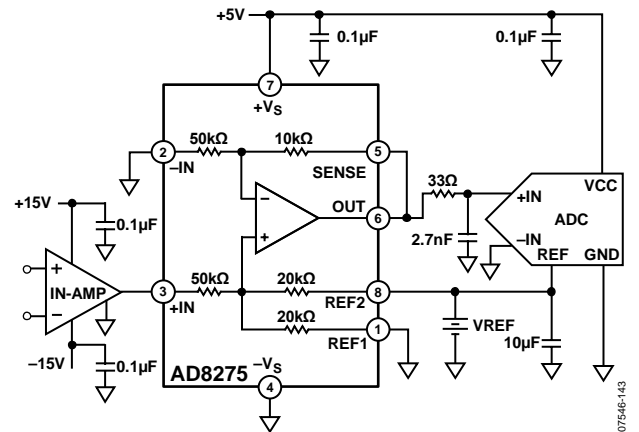 +5V
0.1µF
0.1µF
7
+VS
2
50kΩ
10kΩ
5
–IN
SENSE
VCC
33Ω
+IN
ADC
–IN
REF
GND
+15V
0.1µF
–
+
OUT
6
2.7nF
+
–
IN-AMP
3
50kΩ
+IN
20kΩ
8
REF2
20kΩ
1
REF1
VREF
10µF
–15V
0.1µF
AD8275
–VS
4
07546-143